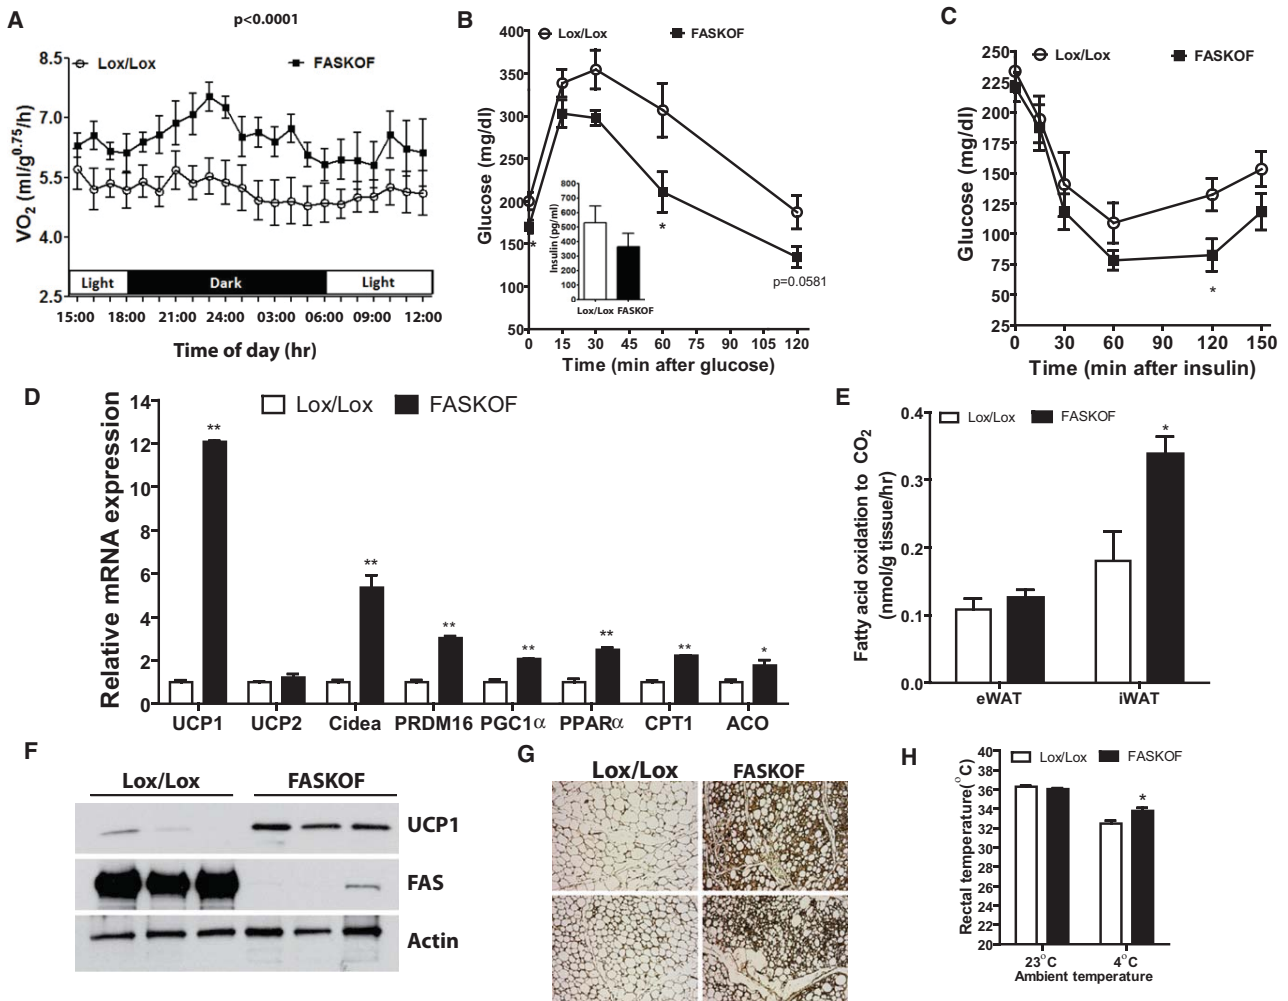 A
p<0.0001
Lox/Lox
FASKOF
VO2 (ml/g0.75/h)
8.5
7.0
5.5
4.0
2.5
Light
Dark
Light
15:00 18:00 21:00 24:00 03:00 06:00 09:00 12:00
Time of day (hr)
B
Lox/Lox
FASKOF
Glucose (mg/dl)
400
350
300
250
200
150
100
50
*
*
p=0.0581
Insulin (pg/ml)
800
700
600
500
400
300
200
100
0
Lox/Lox FASKOF
0 15 30 45 60 75 90 105 120
Time (min after glucose)
C
Lox/Lox
FASKOF
Glucose (mg/dl)
250
225
200
175
150
125
100
75
50
25
*
0 30 60 90 120 150
Time (min after insulin)
D
Lox/Lox
FASKOF
Relative mRNA expression
14
12
10
8
6
4
2
0
**
**
**
**
**
**
*
UCP1 UCP2 Cidea PRDM16 PGC1α PPARα CPT1 ACO
E
Lox/Lox
FASKOF
Fatty acid oxidation to CO2
(nmol/g tissue/hr)
0.4
0.3
0.2
0.1
0.0
*
eWAT iWAT
F
Lox/Lox
FASKOF
UCP1
FAS
Actin
G
Lox/Lox
FASKOF
H
Lox/Lox
FASKOF
Rectal temperature(°C)
40
38
36
34
32
30
28
26
24
22
20
*
23°C 4°C
Ambient temperature